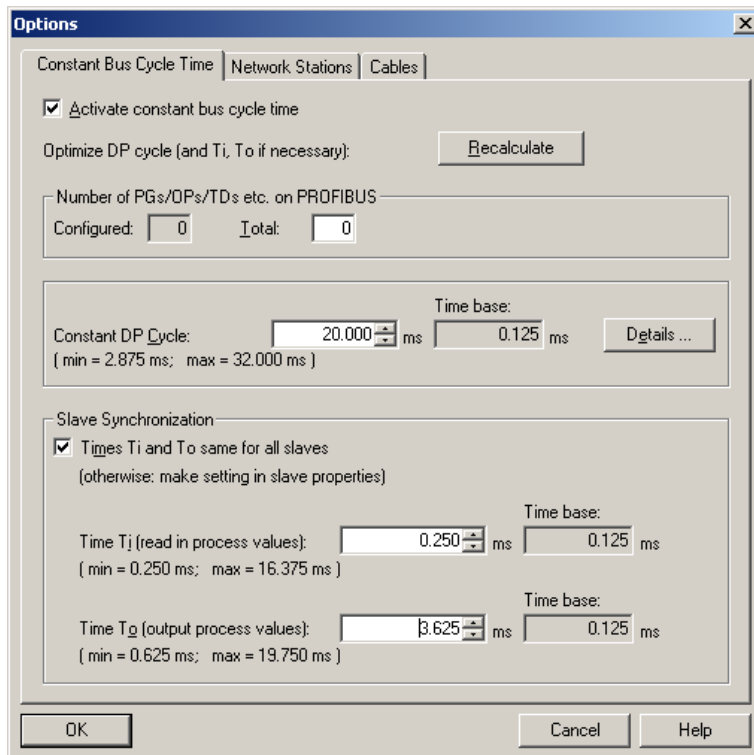 Options
Constant Bus Cycle Time Network Stations Cables
Activate constant bus cycle time
Optimize DP cycle (and Ti, To if necessary): Recalculate
Number of PGs/OPs/TDs etc. on PROFIBUS
Configured: 0 Total: 0
Time base:
Constant DP Cycle: 20.000 ms 0.125 ms Details ...
( min = 2.875 ms; max = 32.000 ms )
Slave Synchronization
Times Ti and To same for all slaves
(otherwise: make setting in slave properties)
Time base:
Time Ti (read in process values): 0.250 ms 0.125 ms
( min = 0.250 ms; max = 16.375 ms )
Time base:
Time To (output process values): 3.625 ms 0.125 ms
( min = 0.625 ms; max = 19.750 ms )
OK Cancel Help